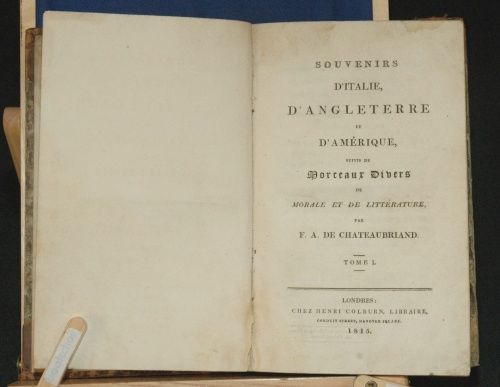 SOUVENIRS
D'ITALIE,
D'ANGLETERRE
ET
D'AMÉRIQUE,
SUIVIS DE
Morceaux Divers
DE
MORALE ET DE LITTÉRATURE,
PAR
F. A. DE CHATEAUBRIAND.
TOME I.
LONDRES:
CHEZ HENRI COLBURN, LIBRAIRE,
CONDUIT-STREET, HANOVER SQUARE.
1815.